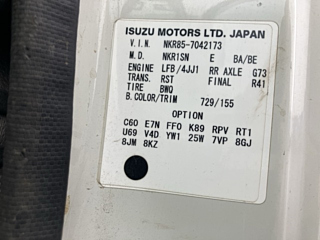 ISUZU MOTORS LTD. JAPAN
V.I.N. NKR85-7042173
M.D. NKR1SN E BA/BE
ENGINE LFB/4JJ1 RR AXLE G73
TRANS. RST FINAL R41
TIRE BWQ
B.COLOR/TRIM 729/155
OPTION
C60 E7N FF0 K89 RPV RT1
U69 V4D YW1 25W 7VP 8GJ
8JM 8KZ